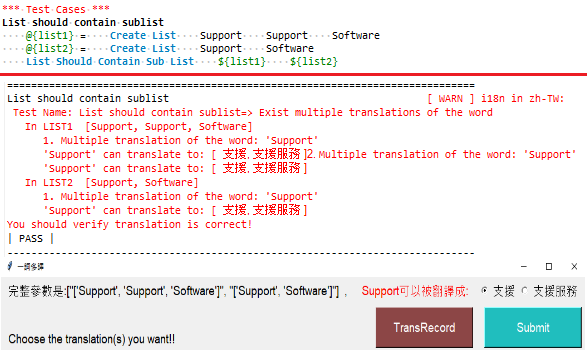 *** Test Cases ***
List should contain sublist
@{list1} = Create List Support Support Software
@{list2} = Create List Support Software
List Should Contain Sub List ${list1} ${list2}
==============================================================================
List should contain sublist [ WARN ] i18n in zh-TW:
Test Name: List should contain sublist=> Exist multiple translations of the word
In LIST1 [Support, Support, Software]
1. Multiple translation of the word: 'Support'
'Support' can translate to: [ 支援, 支援服務 ]2.Multiple translation of the word: 'Support'
'Support' can translate to: [ 支援, 支援服務 ]
In LIST2 [Support, Software]
1. Multiple translation of the word: 'Support'
'Support' can translate to: [ 支援, 支援服務 ]
You should verify translation is correct!
| PASS |
------------------------------------------------------------------------------
一詞多譯
完整參數是:["['Support', 'Support', 'Software']", "['Support', 'Software']"] , Support可以被翻譯成: 支援 支援服務
TransRecord Submit
Choose the translation(s) you want!!